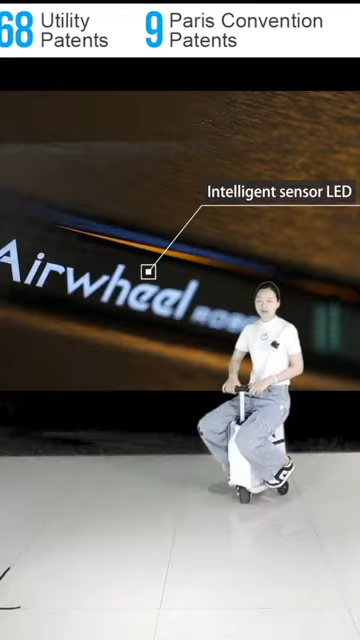 68 Utility
Patents
9 Paris Convention
Patents
Intelligent sensor LED
Airwheel